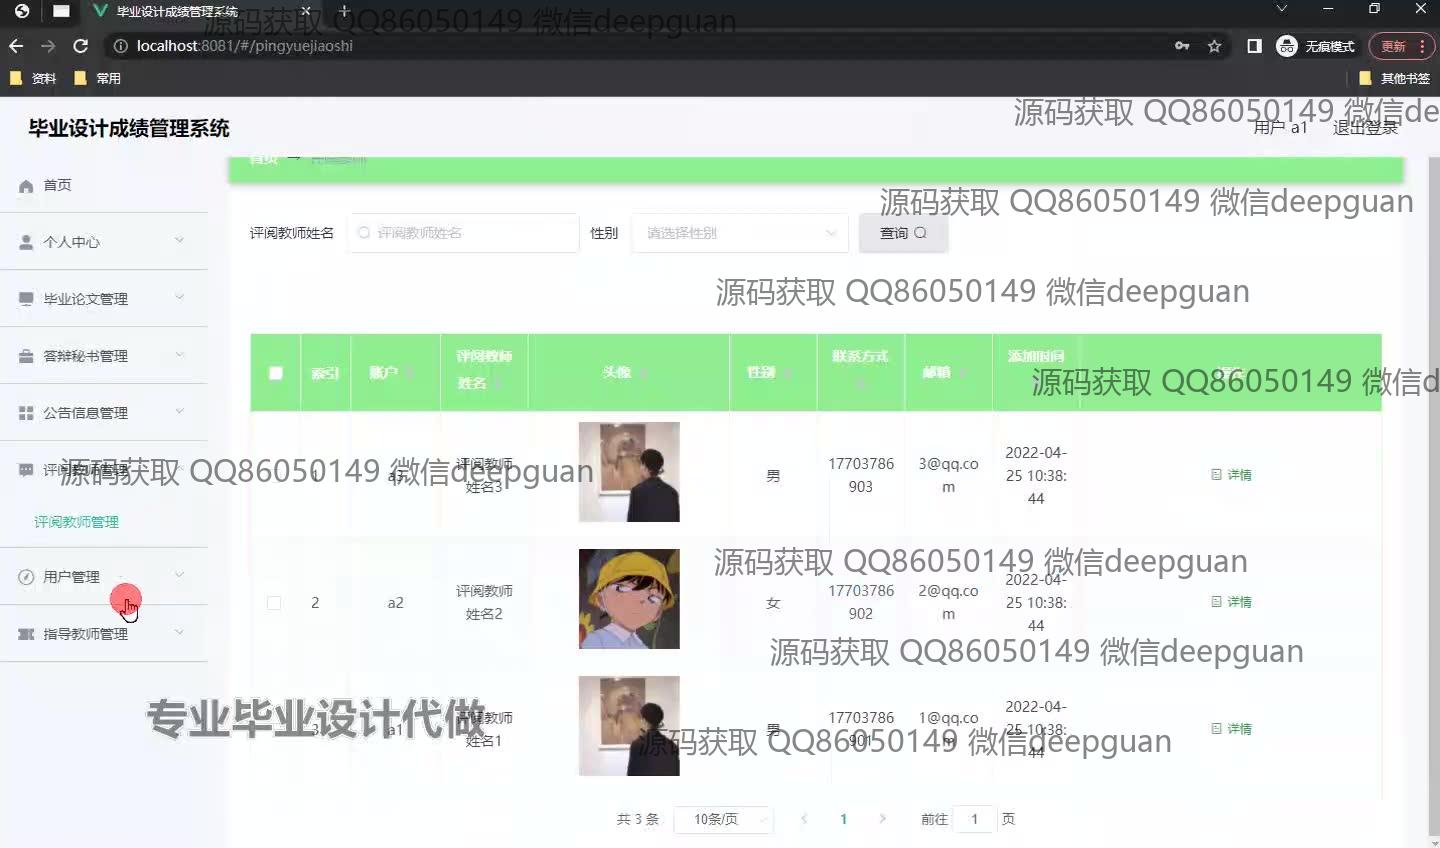 毕业设计成绩管理系统
源码获取 QQ86050149 微信deepguan
localhost:8081/#/pingyuejiaoshi
无痕模式
更新
资料
常用
其他书签
毕业设计成绩管理系统
源码获取 QQ86050149 微信de
用户 a1
退出登录
首页
评阅教师
首页
源码获取 QQ86050149 微信deepguan
评阅教师姓名
评阅教师姓名
性别
请选择性别
查询
个人中心
源码获取 QQ86050149 微信deepguan
毕业论文管理
答辩秘书管理
公告信息管理
评阅教师管理
评阅教师管理
用户管理
指导教师管理
索引
账户
评阅教师
姓名
头像
性别
联系方式
邮箱
添加时间
源码获取 QQ86050149 微信d
源码获取 QQ86050149 微信deepguan
1
a3
评阅教师
姓名3
男
17703786
903
3@qq.co
m
2022-04-
25 10:38:
44
详情
源码获取 QQ86050149 微信deepguan
2
a2
评阅教师
姓名2
女
17703786
902
2@qq.co
m
2022-04-
25 10:38:
44
详情
源码获取 QQ86050149 微信deepguan
专业毕业设计代做
3
a1
评阅教师
姓名1
男
17703786
901
1@qq.co
m
2022-04-
25 10:38:
44
详情
源码获取 QQ86050149 微信deepguan
共 3 条
10条/页
1
前往
1
页